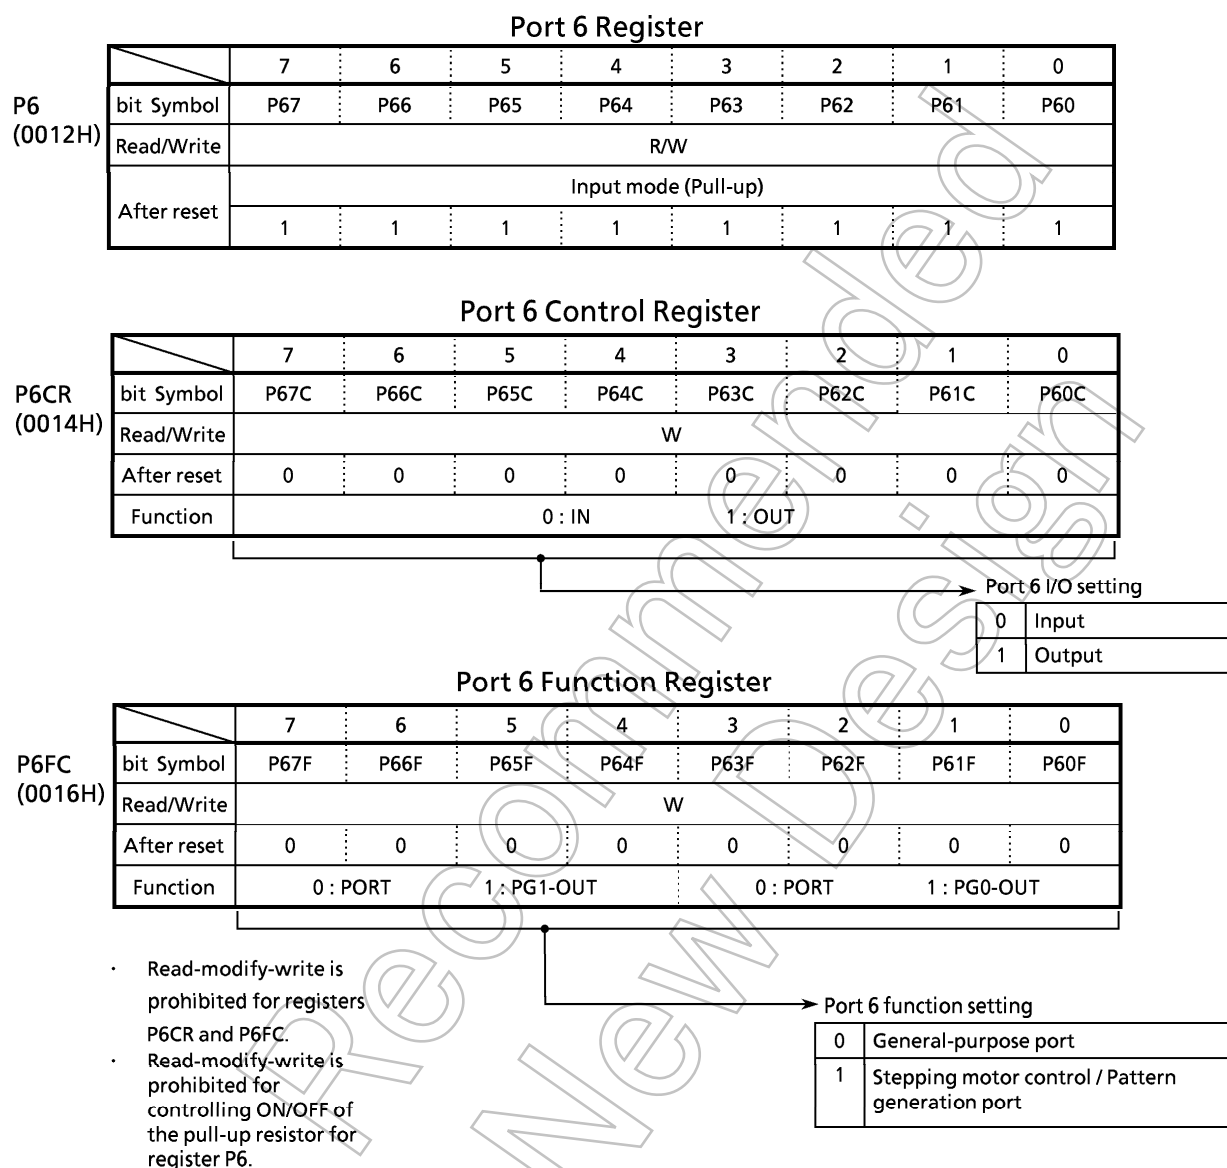 Port 6 Register
7 6 5 4 3 2 1 0
P6
(0012H)
bit Symbol P67 P66 P65 P64 P63 P62 P61 P60
Read/Write R/W
After reset
Input mode (Pull-up)
1 1 1 1 1 1 1 1
Port 6 Control Register
7 6 5 4 3 2 1 0
P6CR
(0014H)
bit Symbol P67C P66C P65C P64C P63C P62C P61C P60C
Read/Write W
After reset 0 0 0 0 0 0 0 0
Function 0 : IN 1 : OUT
Port 6 I/O setting
0 Input
1 Output
Port 6 Function Register
7 6 5 4 3 2 1 0
P6FC
(0016H)
bit Symbol P67F P66F P65F P64F P63F P62F P61F P60F
Read/Write W
After reset 0 0 0 0 0 0 0 0
Function 0 : PORT 1 : PG1-OUT 0 : PORT 1 : PG0-OUT
· Read-modify-write is
prohibited for registers
P6CR and P6FC.
· Read-modify-write is
prohibited for
controlling ON/OFF of
the pull-up resistor for
register P6.
Port 6 function setting
0 General-purpose port
1 Stepping motor control / Pattern
generation port
Recommended
New Design